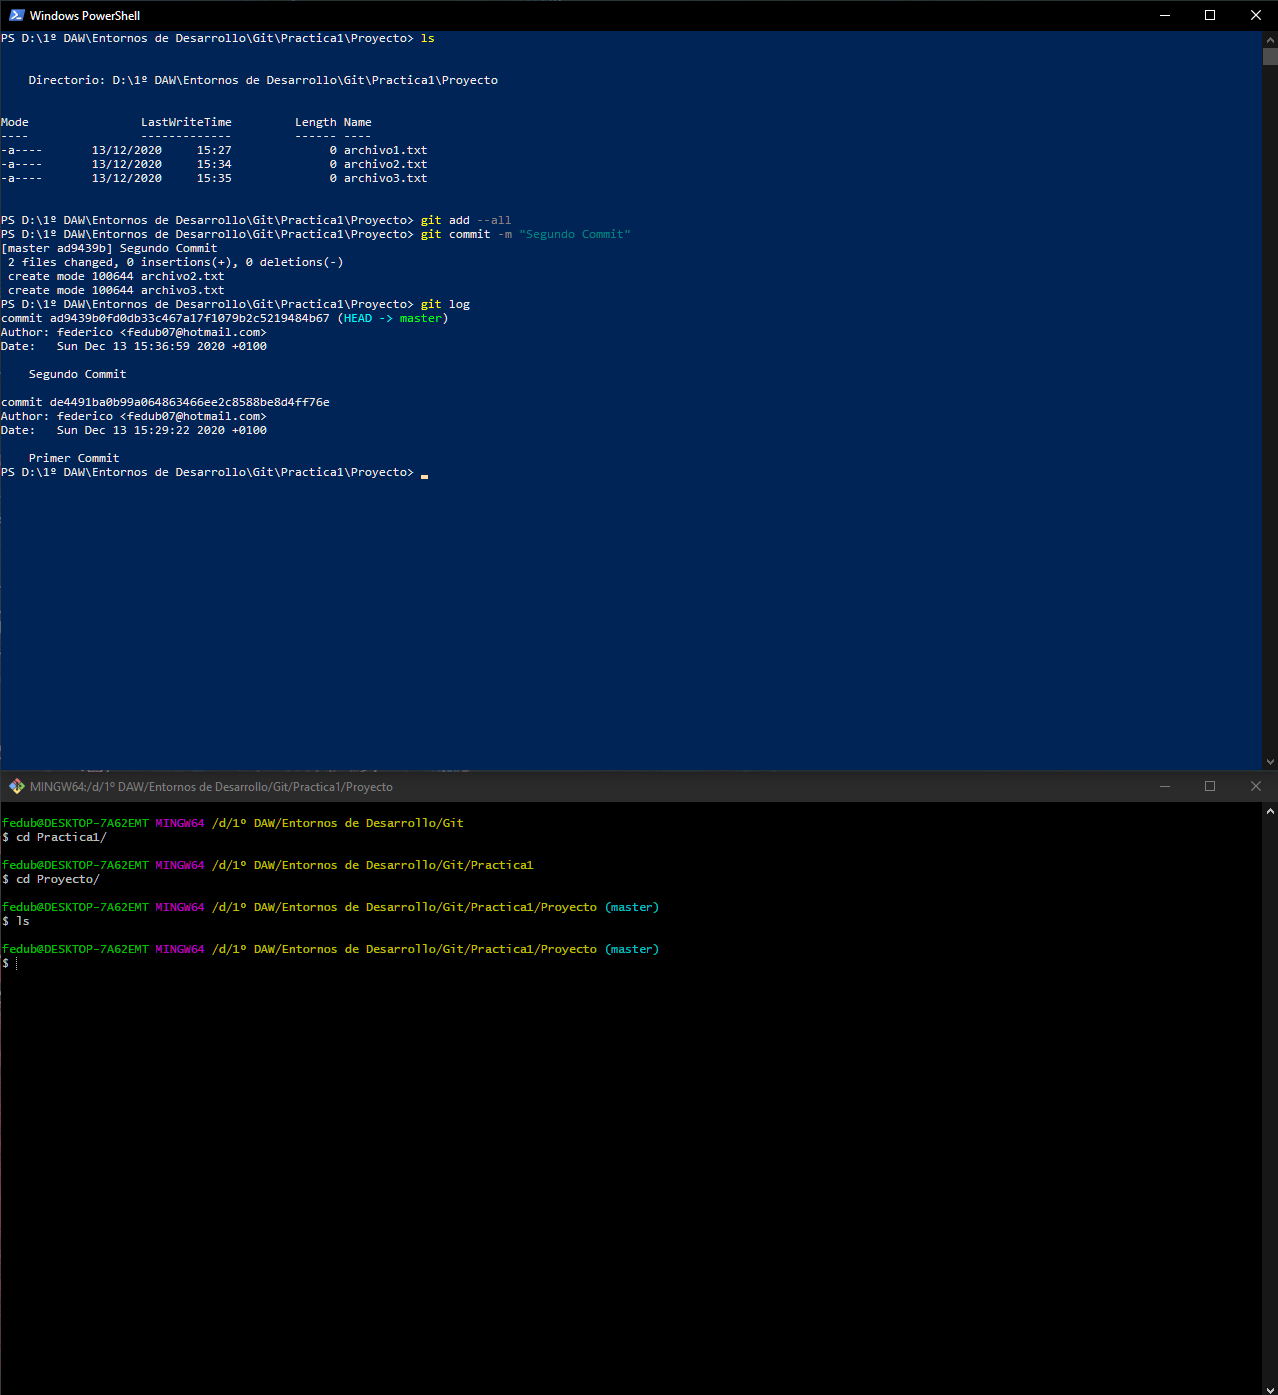 Windows PowerShell
PS D:\1º DAW\Entornos de Desarrollo\Git\Practica1\Proyecto> ls
Directorio: D:\1º DAW\Entornos de Desarrollo\Git\Practica1\Proyecto
Mode                LastWriteTime         Length Name
----                -------------         ------ ----
-a----       13/12/2020     15:27              0 archivo1.txt
-a----       13/12/2020     15:34              0 archivo2.txt
-a----       13/12/2020     15:35              0 archivo3.txt
PS D:\1º DAW\Entornos de Desarrollo\Git\Practica1\Proyecto> git add --all
PS D:\1º DAW\Entornos de Desarrollo\Git\Practica1\Proyecto> git commit -m "Segundo Commit"
[master ad9439b] Segundo Commit
 2 files changed, 0 insertions(+), 0 deletions(-)
 create mode 100644 archivo2.txt
 create mode 100644 archivo3.txt
PS D:\1º DAW\Entornos de Desarrollo\Git\Practica1\Proyecto> git log
commit ad9439b0fd0db33c467a17f1079b2c5219484b67 (HEAD -> master)
Author: federico <fedub07@hotmail.com>
Date:   Sun Dec 13 15:36:59 2020 +0100
    Segundo Commit
commit de4491ba0b99a064863466ee2c8588be8d4ff76e
Author: federico <fedub07@hotmail.com>
Date:   Sun Dec 13 15:29:22 2020 +0100
    Primer Commit
PS D:\1º DAW\Entornos de Desarrollo\Git\Practica1\Proyecto>
MINGW64:/d/1º DAW/Entornos de Desarrollo/Git/Practica1/Proyecto
fedub@DESKTOP-7A62EMT MINGW64 /d/1º DAW/Entornos de Desarrollo/Git
$ cd Practica1/
fedub@DESKTOP-7A62EMT MINGW64 /d/1º DAW/Entornos de Desarrollo/Git/Practica1
$ cd Proyecto/
fedub@DESKTOP-7A62EMT MINGW64 /d/1º DAW/Entornos de Desarrollo/Git/Practica1/Proyecto (master)
$ ls
fedub@DESKTOP-7A62EMT MINGW64 /d/1º DAW/Entornos de Desarrollo/Git/Practica1/Proyecto (master)
$